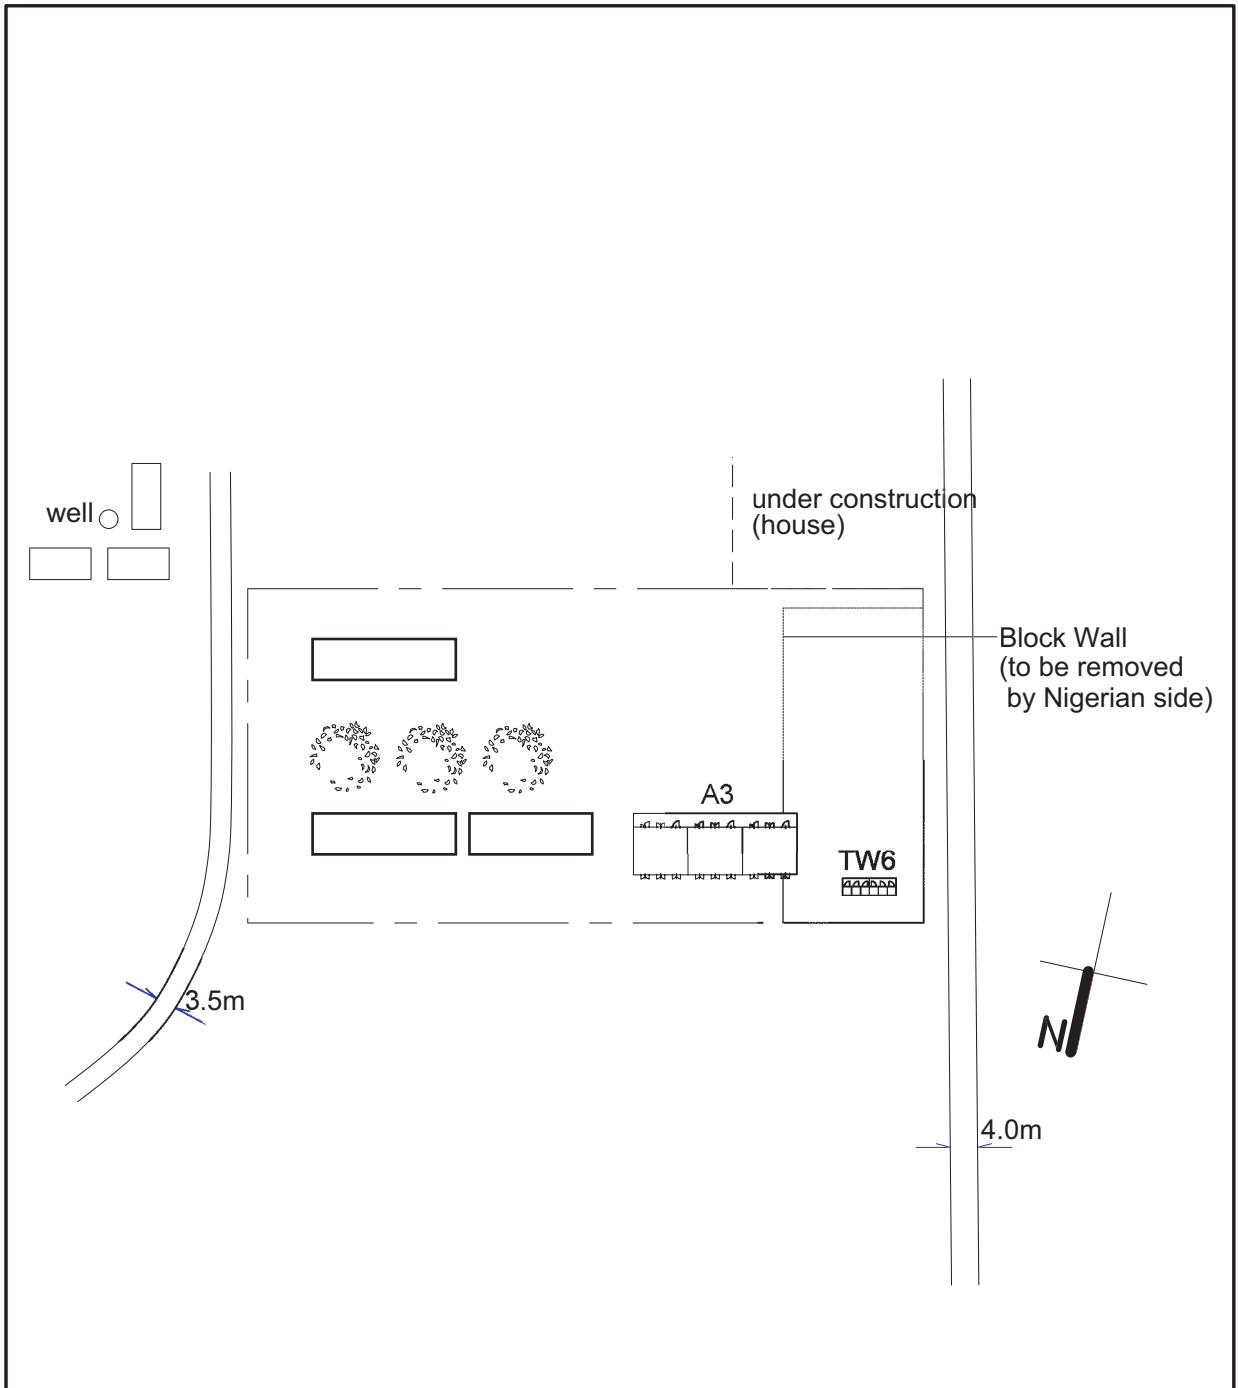 well
under construction
(house)
Block Wall
(to be removed
by Nigerian side)
A3
TW6
3.5m
N
4.0m